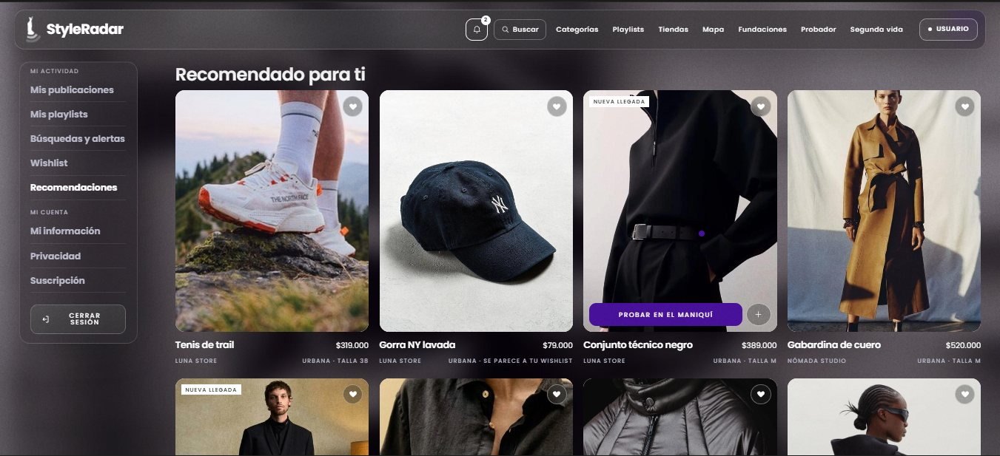 StyleRadar
2
Buscar
Categorías
Playlists
Tiendas
Mapa
Fundaciones
Probador
Segunda vida
USUARIO
MI ACTIVIDAD
Mis publicaciones
Mis playlists
Búsquedas y alertas
Wishlist
Recomendaciones
MI CUENTA
Mi información
Privacidad
Suscripción
CERRAR
SESIÓN
Recomendado para ti
THE NORTH FACE
NY
NUEVA LLEGADA
PROBAR EN EL MANIQUÍ
+
Tenis de trail
$319.000
LUNA STORE
URBANA · TALLA 38
Gorra NY lavada
$79.000
LUNA STORE
URBANA · SE PARECE A TU WISHLIST
Conjunto técnico negro
$389.000
LUNA STORE
URBANA · TALLA M
Gabardina de cuero
$520.000
NÓMADA STUDIO
URBANA · TALLA M
NUEVA LLEGADA